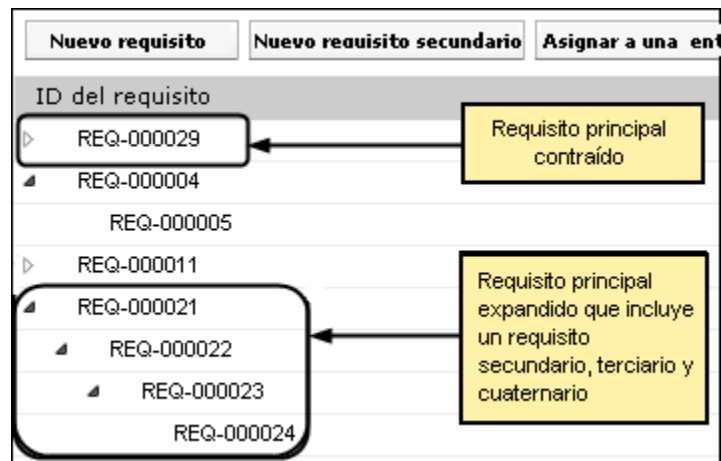 Nuevo requisito
Nuevo requisito secundario
Asignar a una ent
ID del requisito
REQ-000029
Requisito principal
contraído
REQ-000004
REQ-000005
REQ-000011
REQ-000021
REQ-000022
REQ-000023
REQ-000024
Requisito principal
expandido que incluye
un requisito
secundario, terciario y
cuaternario